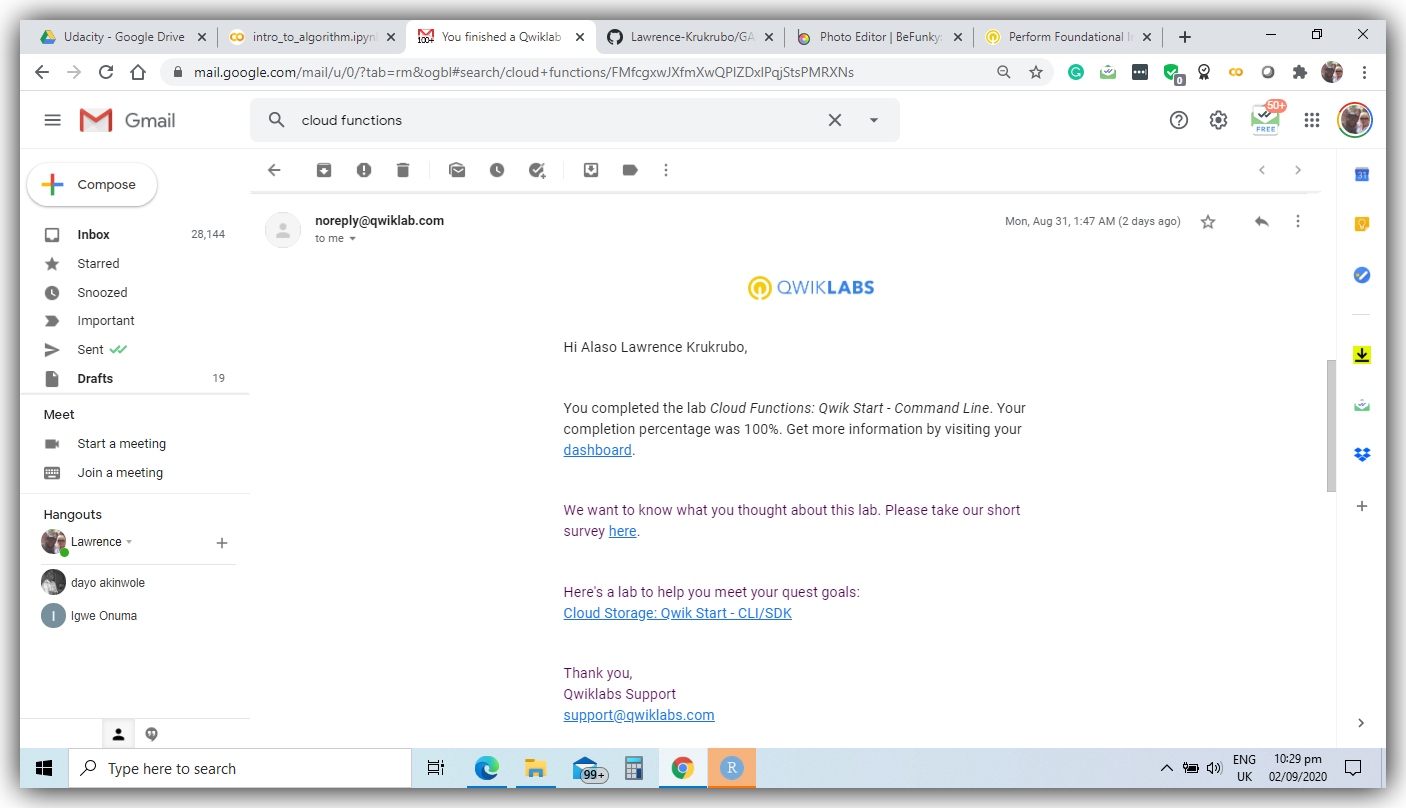 Udacity - Google Drive
intro_to_algorithm.ipyn
100+
You finished a Qwiklab
Lawrence-Krukrubo/GA
Photo Editor | BeFunky:
Perform Foundational I
mail.google.com/mail/u/0/?tab=rm&ogbl#search/cloud+functions/FMfcgxwJXfmXwQPlZDxlPqjStsPMRXNs
0
Gmail
cloud functions
50+
FREE
Compose
31
noreply@qwiklab.com
Mon, Aug 31, 1:47 AM (2 days ago)
to me
Inbox 28,144
Starred
Snoozed
Important
Sent
Drafts 19
Meet
Start a meeting
Join a meeting
Hangouts
Lawrence
dayo akinwole
I
Igwe Onuma
QWIKLABS
Hi Alaso Lawrence Krukrubo,
You completed the lab Cloud Functions: Qwik Start - Command Line. Your
completion percentage was 100%. Get more information by visiting your
dashboard.
We want to know what you thought about this lab. Please take our short
survey here.
Here's a lab to help you meet your quest goals:
Cloud Storage: Qwik Start - CLI/SDK
Thank you,
Qwiklabs Support
support@qwiklabs.com
Type here to search
99+
R
ENG
UK
10:29 pm
02/09/2020